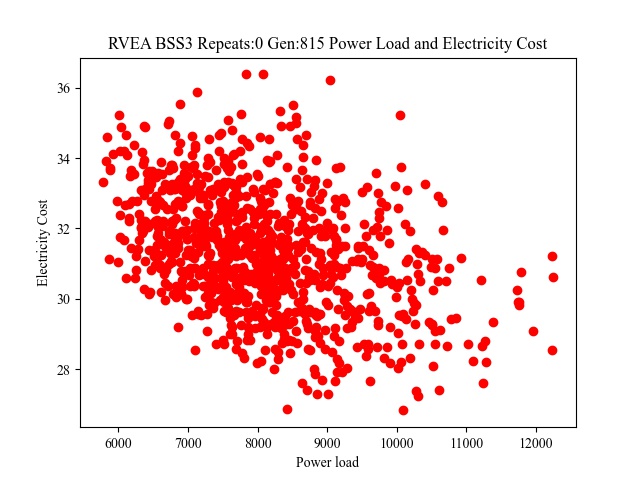 RVEA BSS3 Repeats:0 Gen:815 Power Load and Electricity Cost
36
34
32
30
28
Electricity Cost
6000 7000 8000 9000 10000 11000 12000
Power load